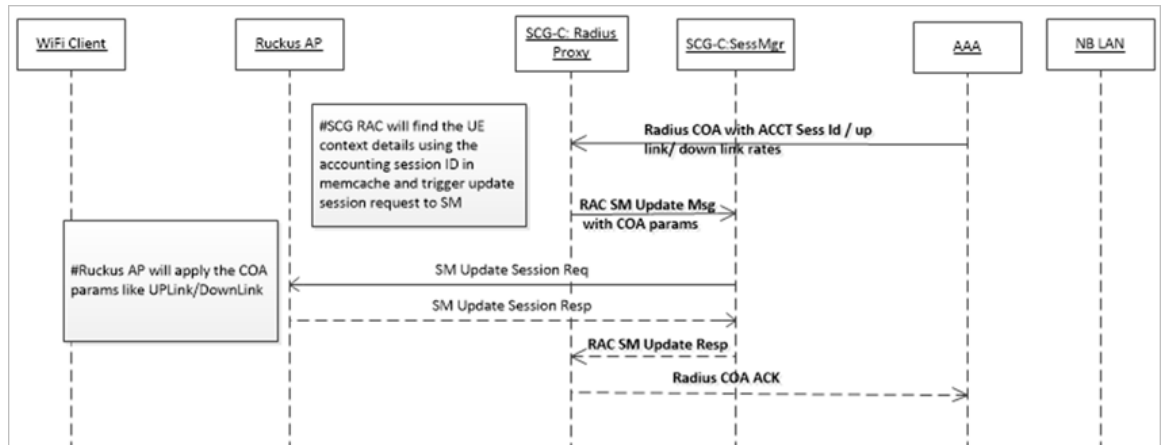 WiFi Client
Ruckus AP
SCG-C: Radius
Proxy
SCG-C:SessMgr
AAA
NB LAN
#SCG RAC will find the UE
context details using the
accounting session ID in
memcache and trigger update
session request to SM
Radius COA with ACCT Sess Id / up
link/ down link rates
RAC SM Update Msg
with COA params
#Ruckus AP will apply the COA
params like UPLink/DownLink
SM Update Session Req
SM Update Session Resp
RAC SM Update Resp
Radius COA ACK